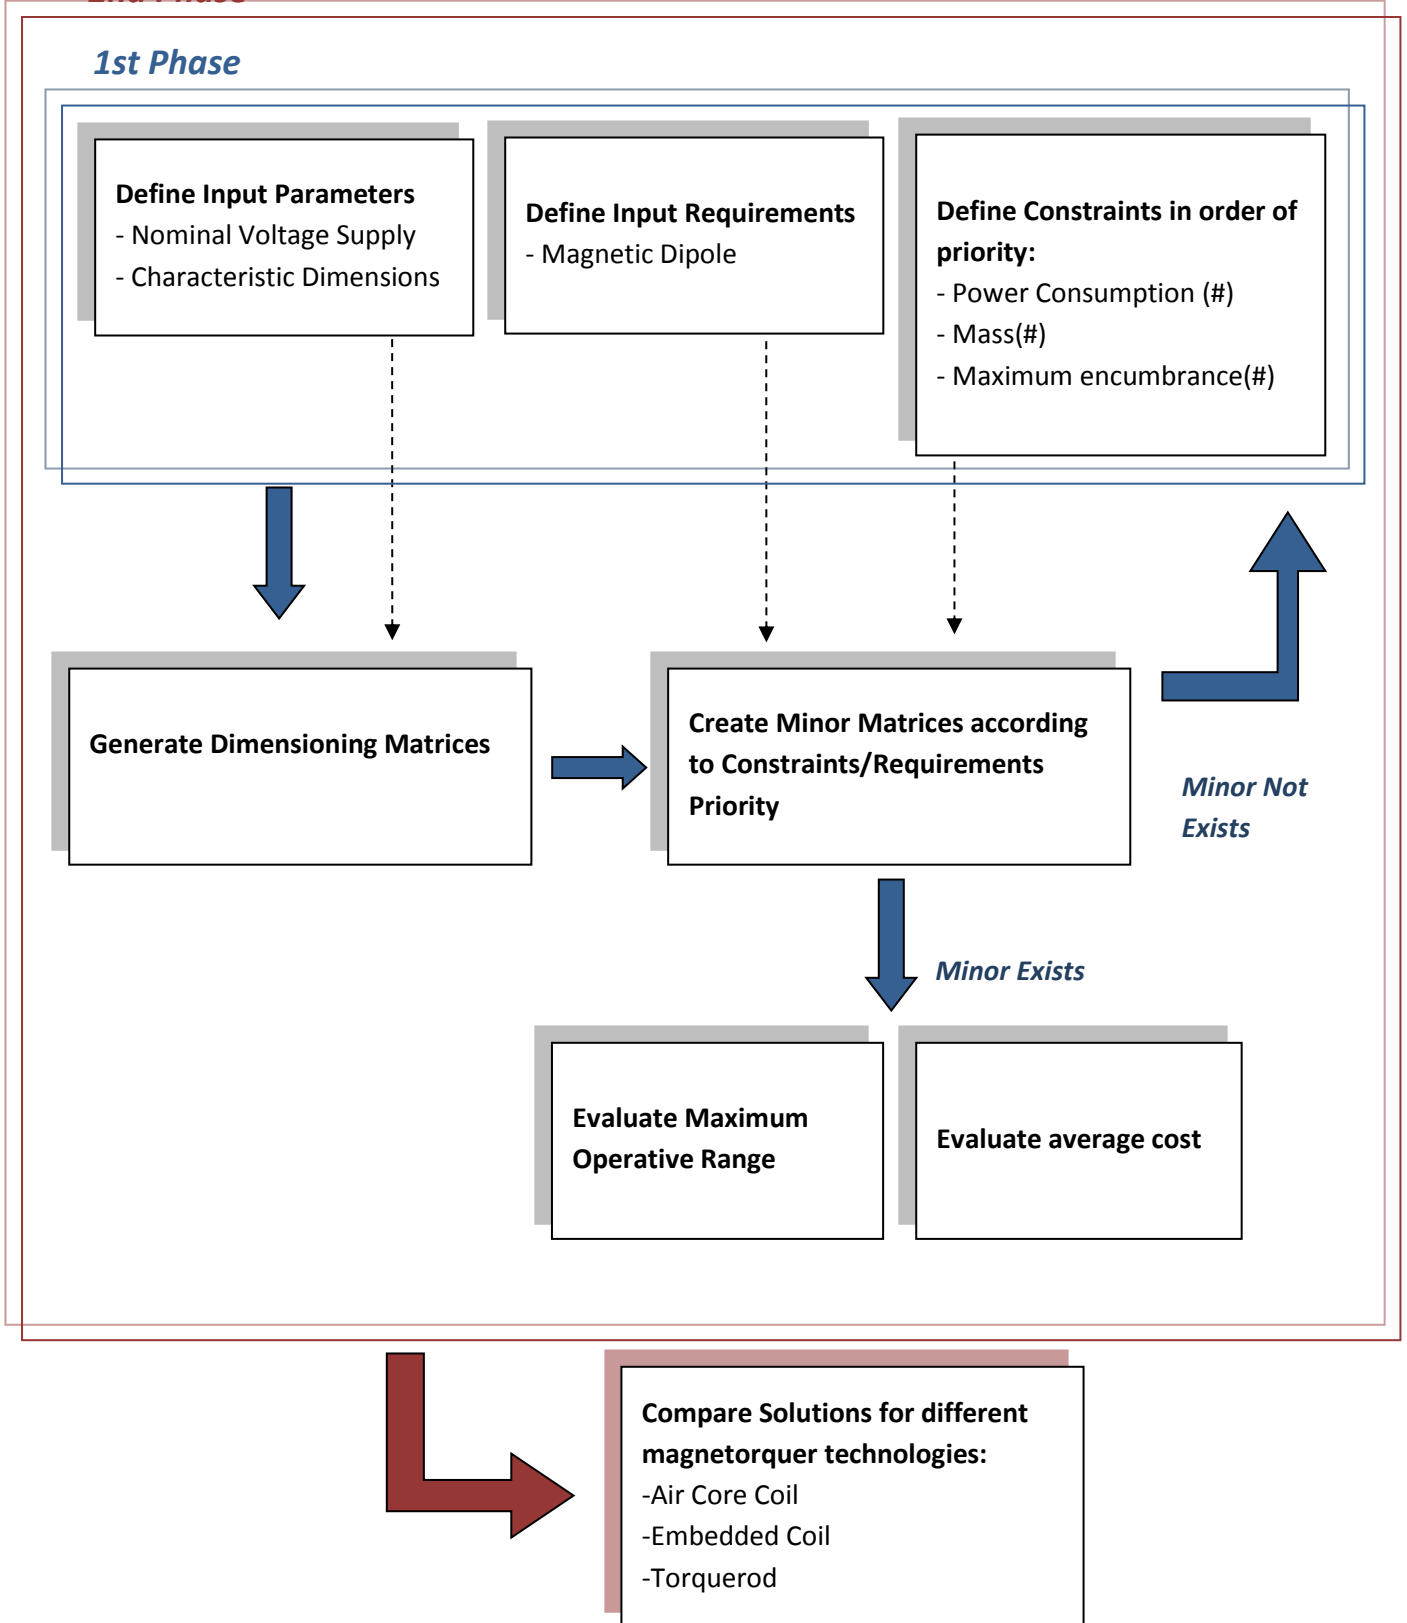 2nd Phase
1st Phase
Define Input Parameters
- Nominal Voltage Supply
- Characteristic Dimensions
Define Input Requirements
- Magnetic Dipole
Define Constraints in order of
priority:
- Power Consumption (#)
- Mass(#)
- Maximum encumbrance(#)
Generate Dimensioning Matrices
Create Minor Matrices according
to Constraints/Requirements
Priority
Minor Not
Exists
Minor Exists
Evaluate Maximum
Operative Range
Evaluate average cost
Compare Solutions for different
magnetorquer technologies:
-Air Core Coil
-Embedded Coil
-Torquerod